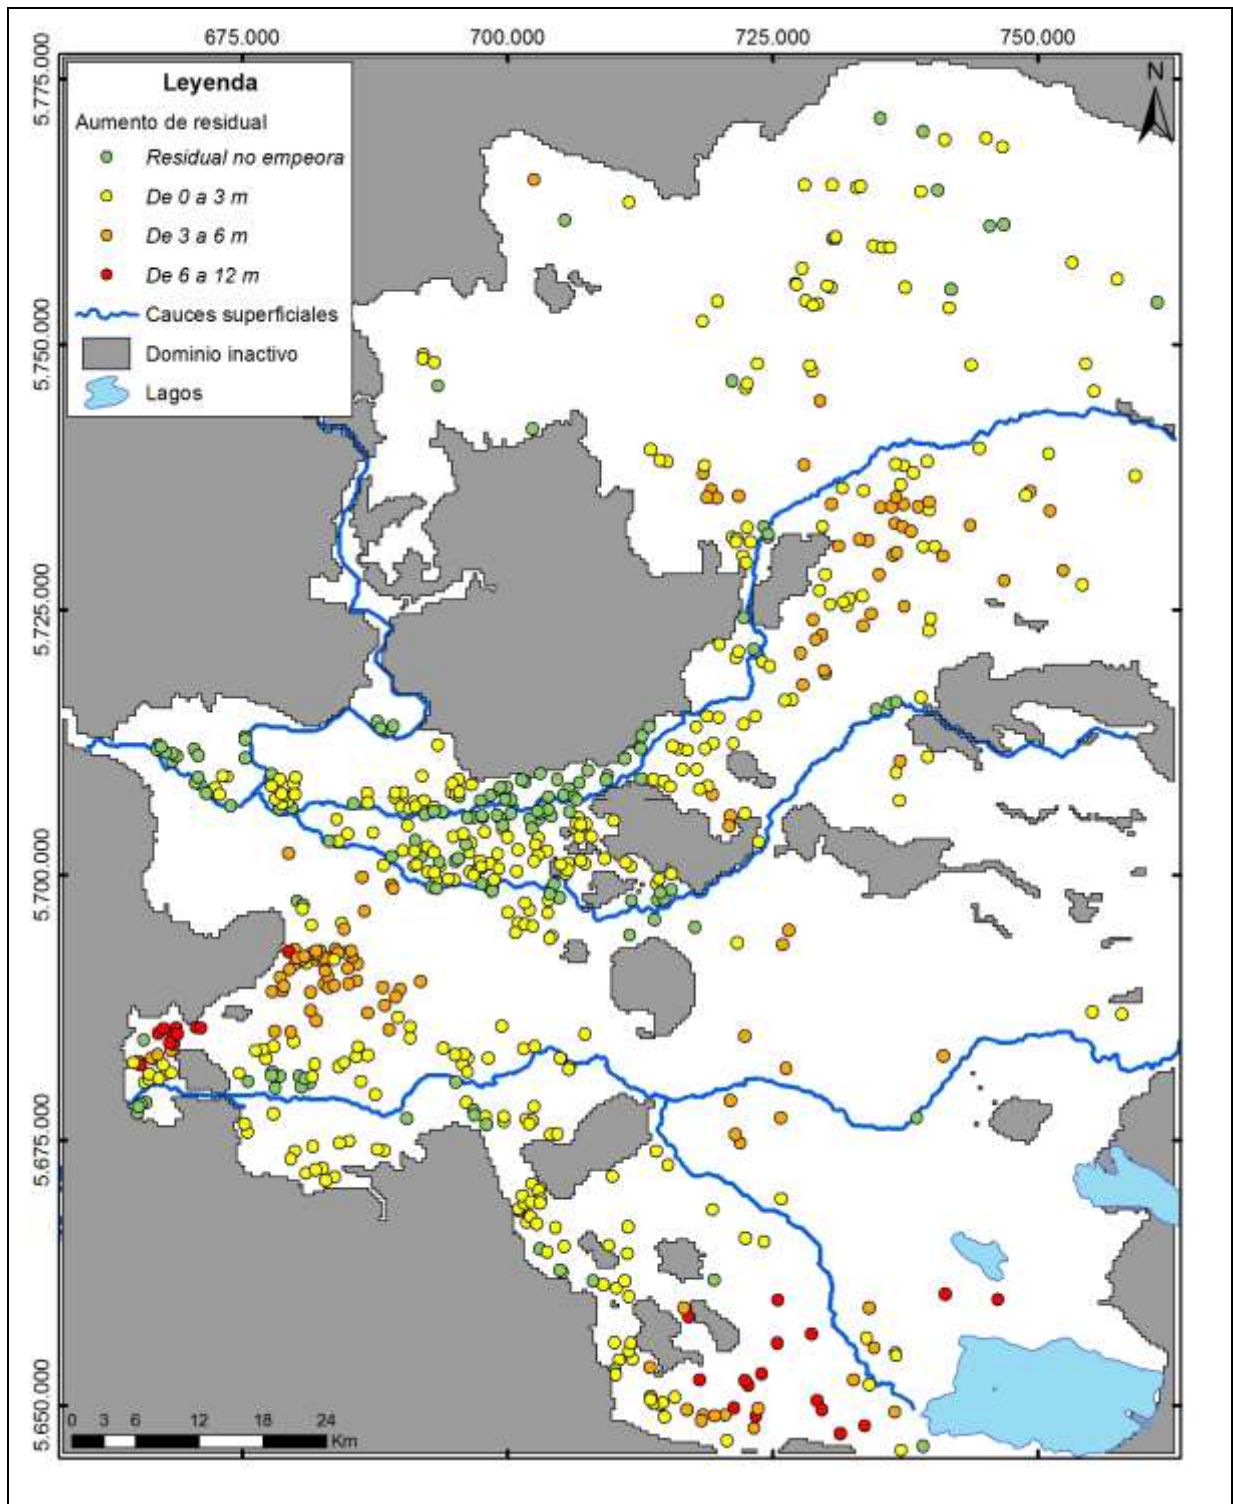 675.000 700.000 725.000 750.000
5.775.000
5.750.000
5.725.000
5.700.000
5.675.000
5.650.000
N
Leyenda
Aumento de residual
Residual no empeora
De 0 a 3 m
De 3 a 6 m
De 6 a 12 m
Cauces superficiales
Dominio inactivo
Lagos
0 3 6 12 18 24
Km